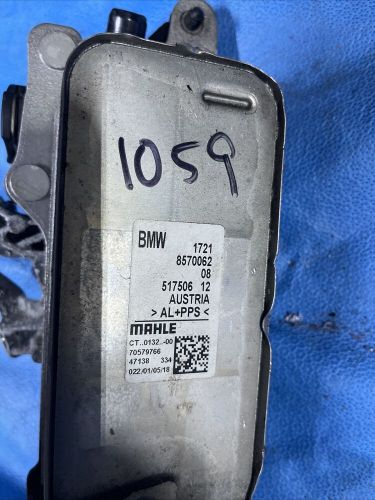 1059
BMW 1721
8570062
08
517506 12
AUSTRIA
> AL+PPS <
MAHLE
CT..0132..-00
70579766
47138 334
022/01/05/18